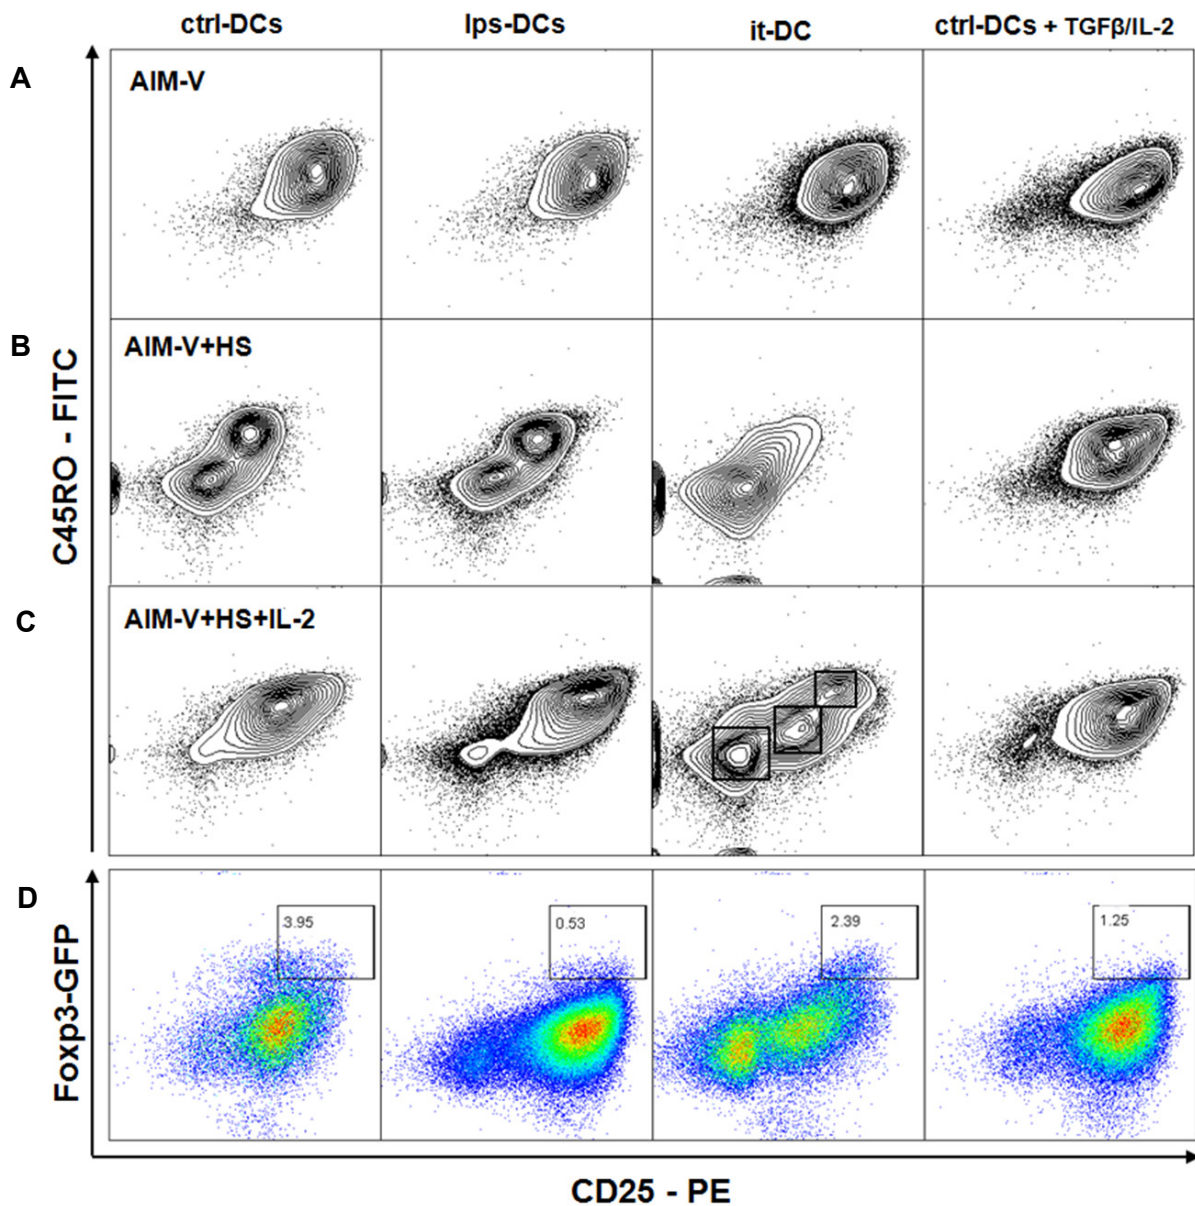 ctrl-DCs
lps-DCs
it-DC
ctrl-DCs + TGFβ/IL-2
A
AIM-V
B
AIM-V+HS
C45RO - FITC
C
AIM-V+HS+IL-2
D
3.95
0.53
2.39
1.25
Foxp3-GFP
CD25 - PE